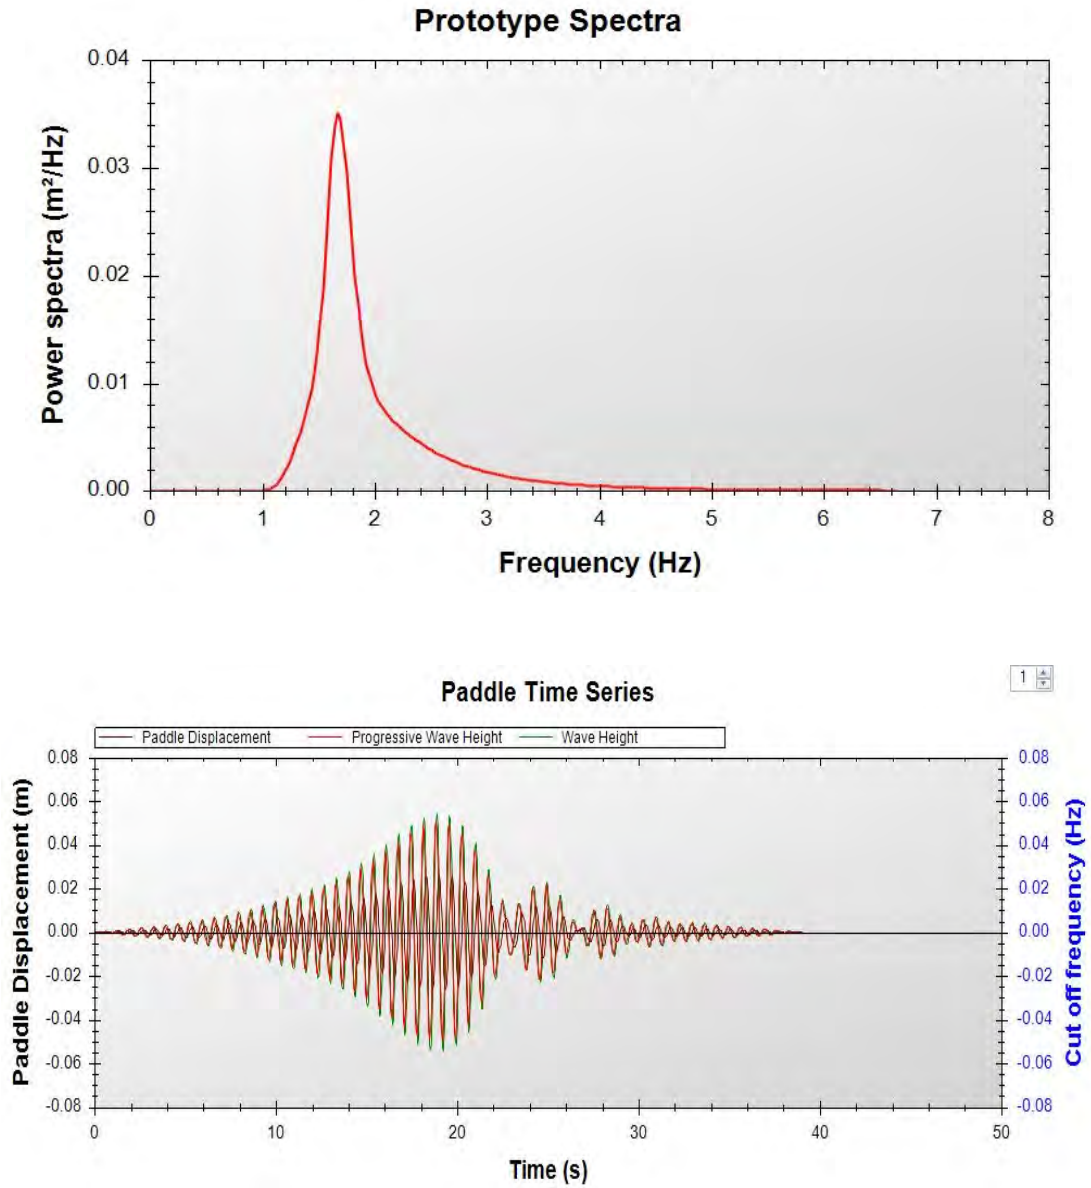 Prototype Spectra
0.04
0.03
0.02
0.01
0.00
Power spectra (m²/Hz)
0 1 2 3 4 5 6 7 8
Frequency (Hz)
1
Paddle Time Series
Paddle Displacement Progressive Wave Height Wave Height
0.08 0.08
0.06 0.06
0.04 0.04
0.02 0.02
0.00 0.00
-0.02 -0.02
-0.04 -0.04
-0.06 -0.06
-0.08 -0.08
Paddle Displacement (m)
Cut off frequency (Hz)
0 10 20 30 40 50
Time (s)